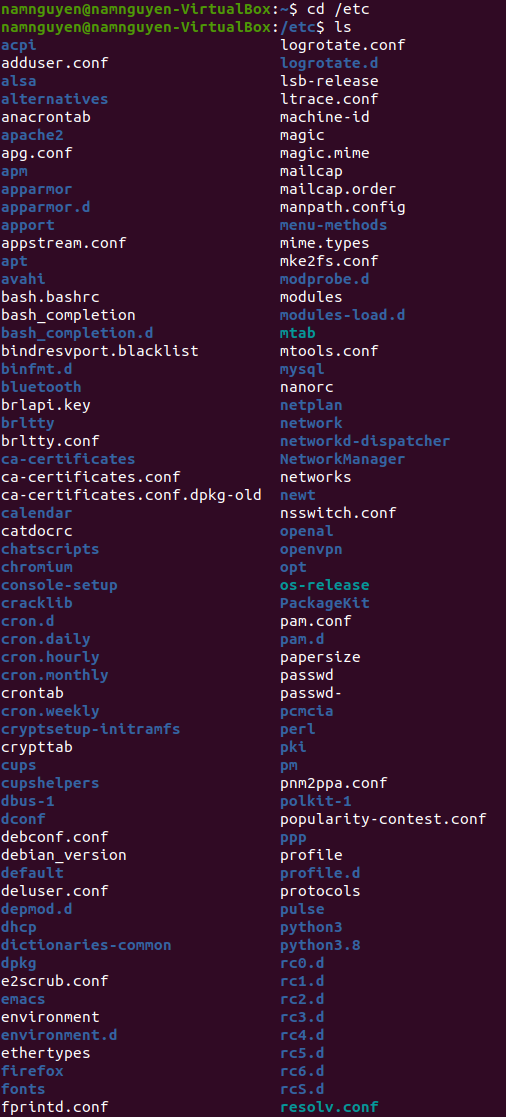 namnguyen@namnguyen-VirtualBox:~$ cd /etc
namnguyen@namnguyen-VirtualBox:/etc$ ls
acpi logrotate.conf
adduser.conf logrotate.d
alsa lsb-release
alternatives ltrace.conf
anacrontab machine-id
apache2 magic
apg.conf magic.mime
apm mailcap
apparmor mailcap.order
apparmor.d manpath.config
apport menu-methods
appstream.conf mime.types
apt mke2fs.conf
avahi modprobe.d
bash.bashrc modules
bash_completion modules-load.d
bash_completion.d mtab
bindresvport.blacklist mtools.conf
binfmt.d mysql
bluetooth nanorc
brlapi.key netplan
brltty network
brltty.conf networkd-dispatcher
ca-certificates NetworkManager
ca-certificates.conf networks
ca-certificates.conf.dpkg-old newt
calendar nsswitch.conf
catdocrc openal
chatscripts openvpn
chromium opt
console-setup os-release
cracklib PackageKit
cron.d pam.conf
cron.daily pam.d
cron.hourly papersize
cron.monthly passwd
crontab passwd-
cron.weekly pcmcia
cryptsetup-initramfs perl
crypttab pki
cups pm
cupshelpers pnm2ppa.conf
dbus-1 polkit-1
dconf popularity-contest.conf
debconf.conf ppp
debian_version profile
default profile.d
deluser.conf protocols
depmod.d pulse
dhcp python3
dictionaries-common python3.8
dpkg rc0.d
e2scrub.conf rc1.d
emacs rc2.d
environment rc3.d
environment.d rc4.d
ethertypes rc5.d
firefox rc6.d
fonts rcS.d
fprintd.conf resolv.conf